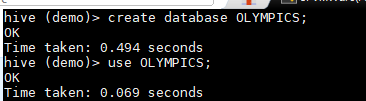 hive (demo)> create database OLYMPICS;
OK
Time taken: 0.494 seconds
hive (demo)> use OLYMPICS;
OK
Time taken: 0.069 seconds